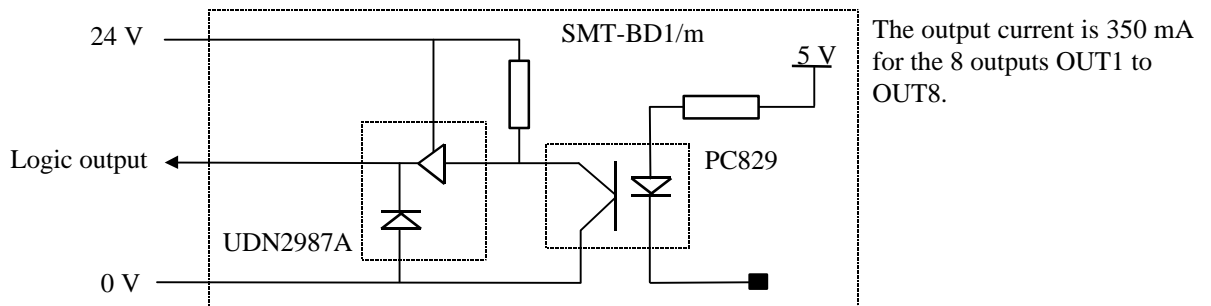 24 V
SMT-BD1/m
5 V
The output current is 350 mA
for the 8 outputs OUT1 to
OUT8.
Logic output
PC829
UDN2987A
0 V